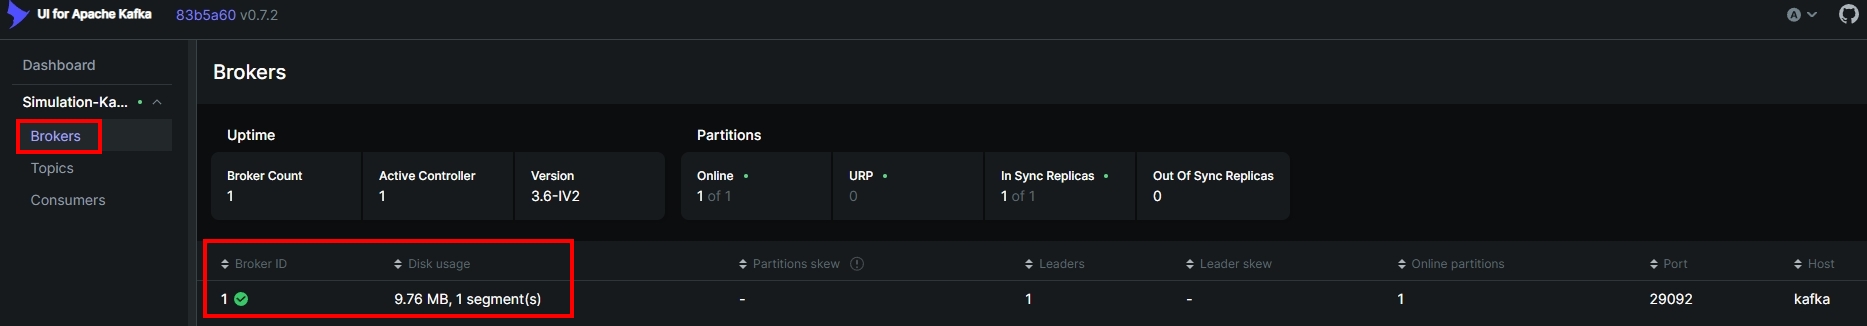 UI for Apache Kafka 83b5a60 v0.7.2 A
Dashboard
Simulation-Ka...
Brokers
Topics
Consumers
Brokers
Uptime
Broker Count
1
Active Controller
1
Version
3.6-IV2
Partitions
Online
1 of 1
URP
0
In Sync Replicas
1 of 1
Out Of Sync Replicas
0
Broker ID Disk usage Partitions skew Leaders Leader skew Online partitions Port Host
1 9.76 MB, 1 segment(s) - 1 - 1 29092 kafka